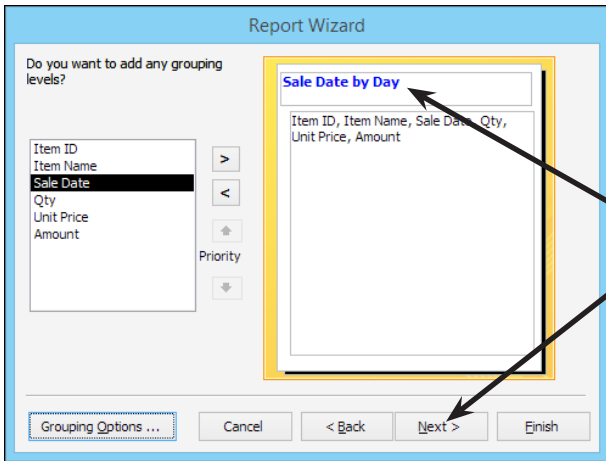 Report Wizard
Do you want to add any grouping
levels?
Sale Date by Day
Item ID, Item Name, Sale Date, Qty,
Unit Price, Amount
Item ID
Item Name
Sale Date
Qty
Unit Price
Amount
>
<
Priority
Grouping Options ...
Cancel
< Back
Next >
Finish